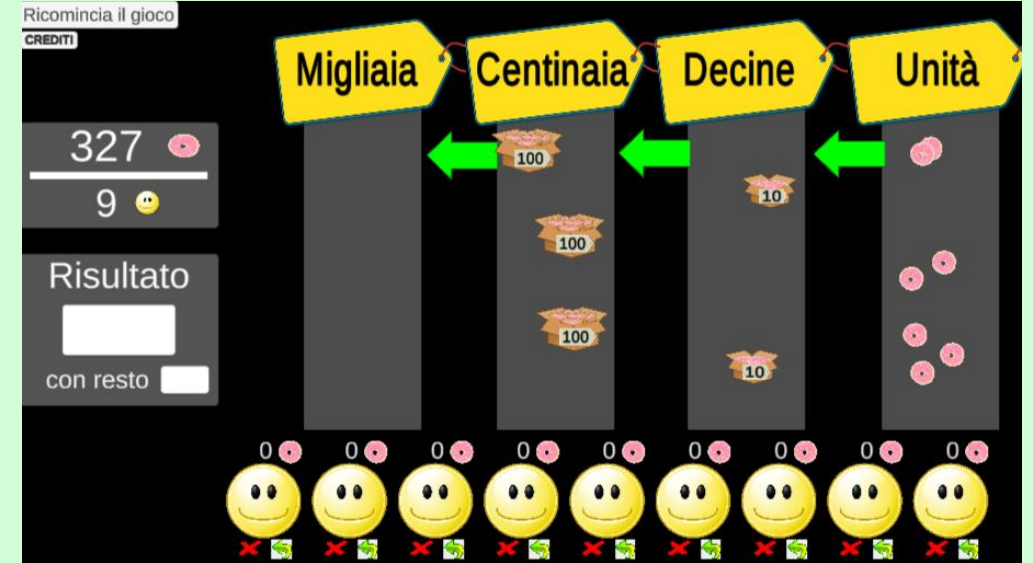 Ricomincia il gioco
CREDITI
Migliaia
Centinaia
Decine
Unità
327
9
Risultato
con resto
100
100
100
10
10
0 0 0 0 0 0 0 0 0